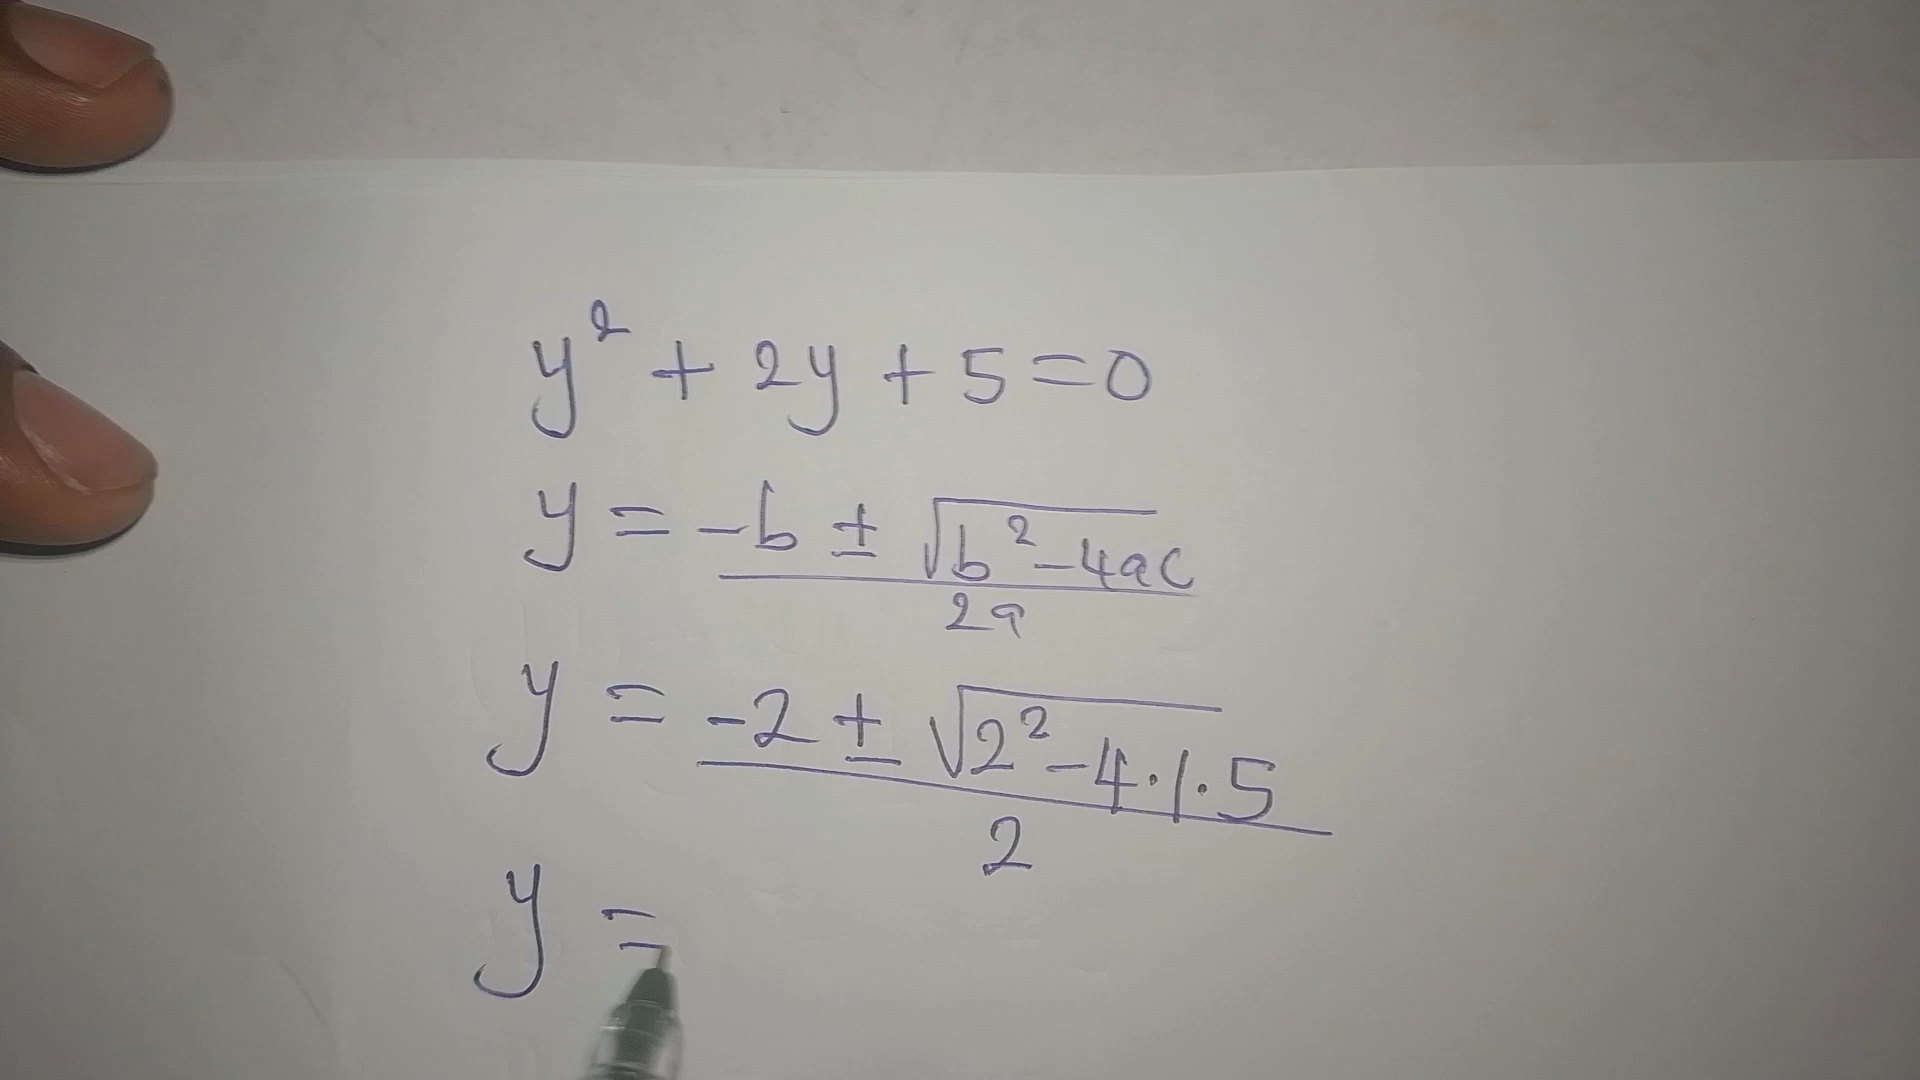 y² + 2y + 5 = 0
y = (-b ± √(b² - 4ac)) / 2a
y = (-2 ± √(2² - 4·1·5)) / 2
y =